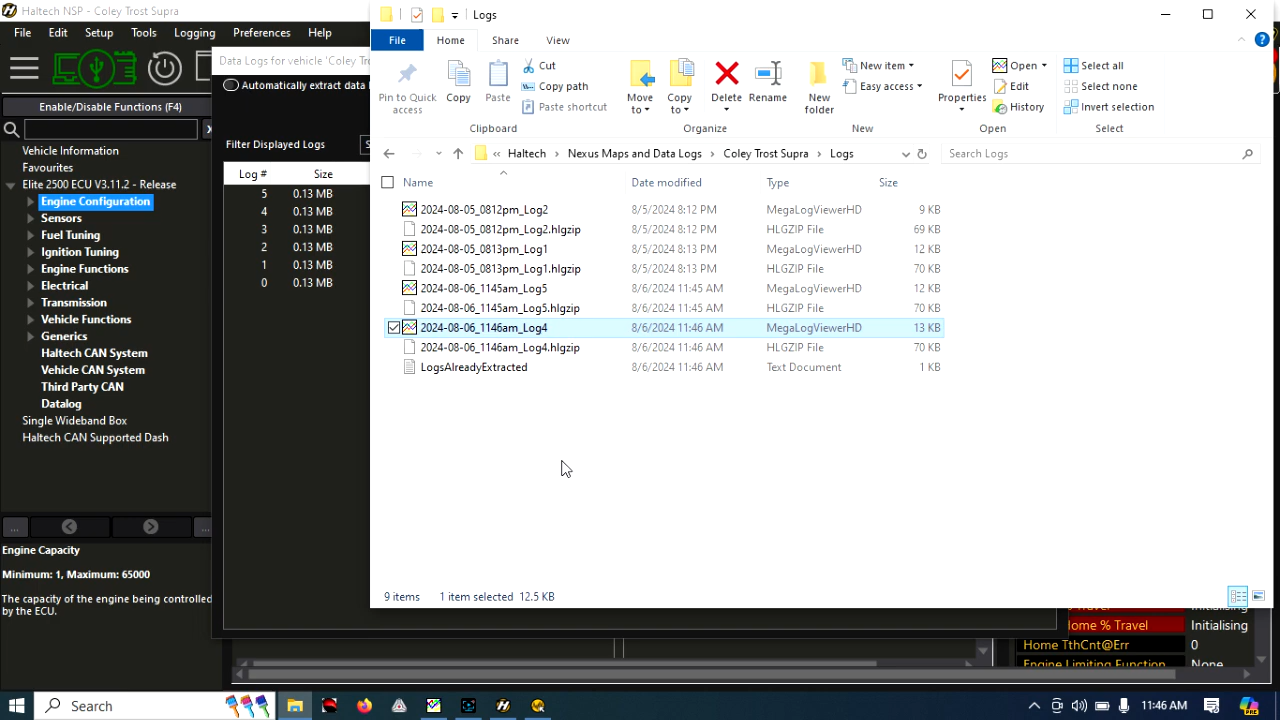 Haltech NSP - Coley Trost Supra
File Edit Setup Tools Logging Preferences Help
Enable/Disable Functions (F4)
X
Vehicle Information
Favourites
Elite 2500 ECU V3.11.2 - Release
Engine Configuration
Sensors
Fuel Tuning
Ignition Tuning
Engine Functions
Electrical
Transmission
Vehicle Functions
Generics
Haltech CAN System
Vehicle CAN System
Third Party CAN
Datalog
Single Wideband Box
Haltech CAN Supported Dash
... ...
Engine Capacity
Minimum: 1, Maximum: 65000
The capacity of the engine being controlled
by the ECU.
Data Logs for vehicle 'Coley Tr
Automatically extract data
Filter Displayed Logs S
Log # Size
5 0.13 MB
4 0.13 MB
3 0.13 MB
2 0.13 MB
1 0.13 MB
0 0.13 MB
Logs
File Home Share View
Pin to Quick access
Copy
Paste
Cut
Copy path
Paste shortcut
Move to
Copy to
Delete
Rename
New folder
New item
Easy access
Properties
Open
Edit
History
Select all
Select none
Invert selection
Clipboard Organize New Open Select
« Haltech > Nexus Maps and Data Logs > Coley Trost Supra > Logs
Search Logs
Name Date modified Type Size
2024-08-05_0812pm_Log2 8/5/2024 8:12 PM MegaLogViewerHD 9 KB
2024-08-05_0812pm_Log2.hlgzip 8/5/2024 8:12 PM HLGZIP File 69 KB
2024-08-05_0813pm_Log1 8/5/2024 8:13 PM MegaLogViewerHD 12 KB
2024-08-05_0813pm_Log1.hlgzip 8/5/2024 8:13 PM HLGZIP File 70 KB
2024-08-06_1145am_Log5 8/6/2024 11:45 AM MegaLogViewerHD 12 KB
2024-08-06_1145am_Log5.hlgzip 8/6/2024 11:45 AM HLGZIP File 70 KB
2024-08-06_1146am_Log4 8/6/2024 11:46 AM MegaLogViewerHD 13 KB
2024-08-06_1146am_Log4.hlgzip 8/6/2024 11:46 AM HLGZIP File 70 KB
LogsAlreadyExtracted 8/6/2024 11:46 AM Text Document 1 KB
9 items 1 item selected 12.5 KB
Travel Initialising
Home % Travel Initialising
Home TthCnt@Err 0
Engine Limiting Function None
Search
11:46 AM
PRE